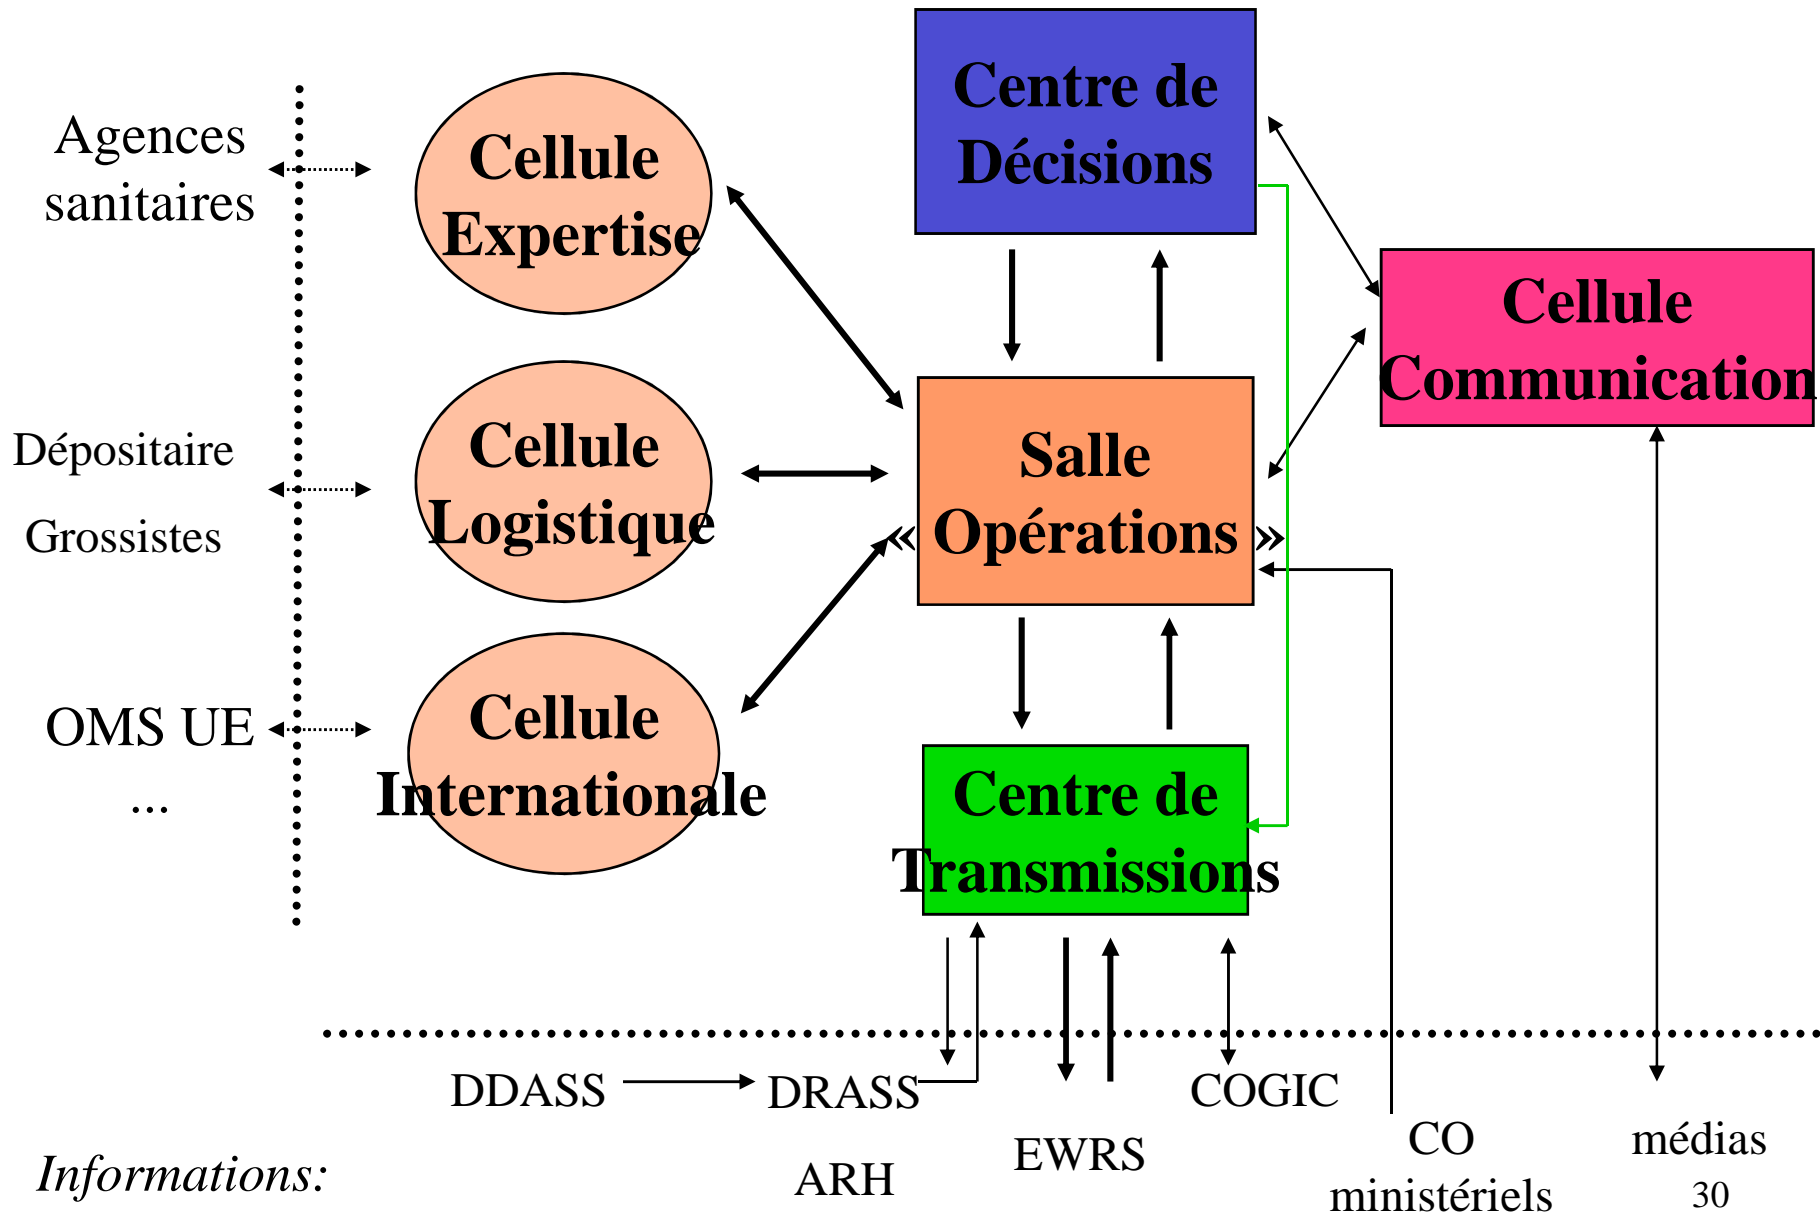 Agences
sanitaires
Cellule
Expertise
Centre de
Décisions
Cellule
Communication
Dépositaire
Grossistes
Cellule
Logistique
Salle
« Opérations »
OMS UE
...
Cellule
Internationale
Centre de
Transmissions
DDASS
DRASS
ARH
EWRS
COGIC
CO
ministériels
médias
Informations:
30